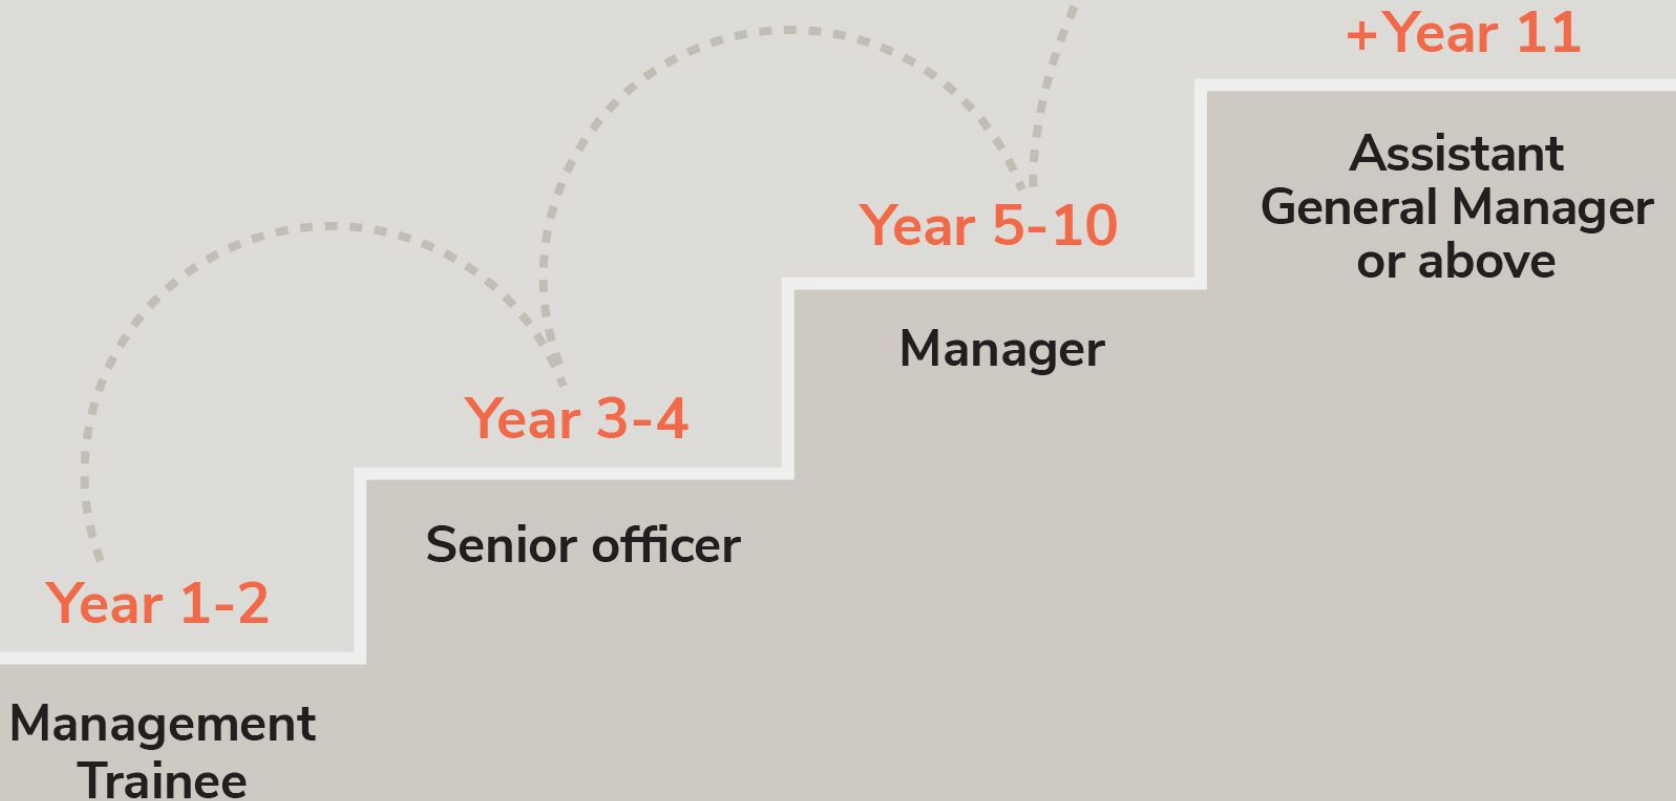 Year 1-2
Management
Trainee
Year 3-4
Senior officer
Year 5-10
Manager
+Year 11
Assistant
General Manager
or above